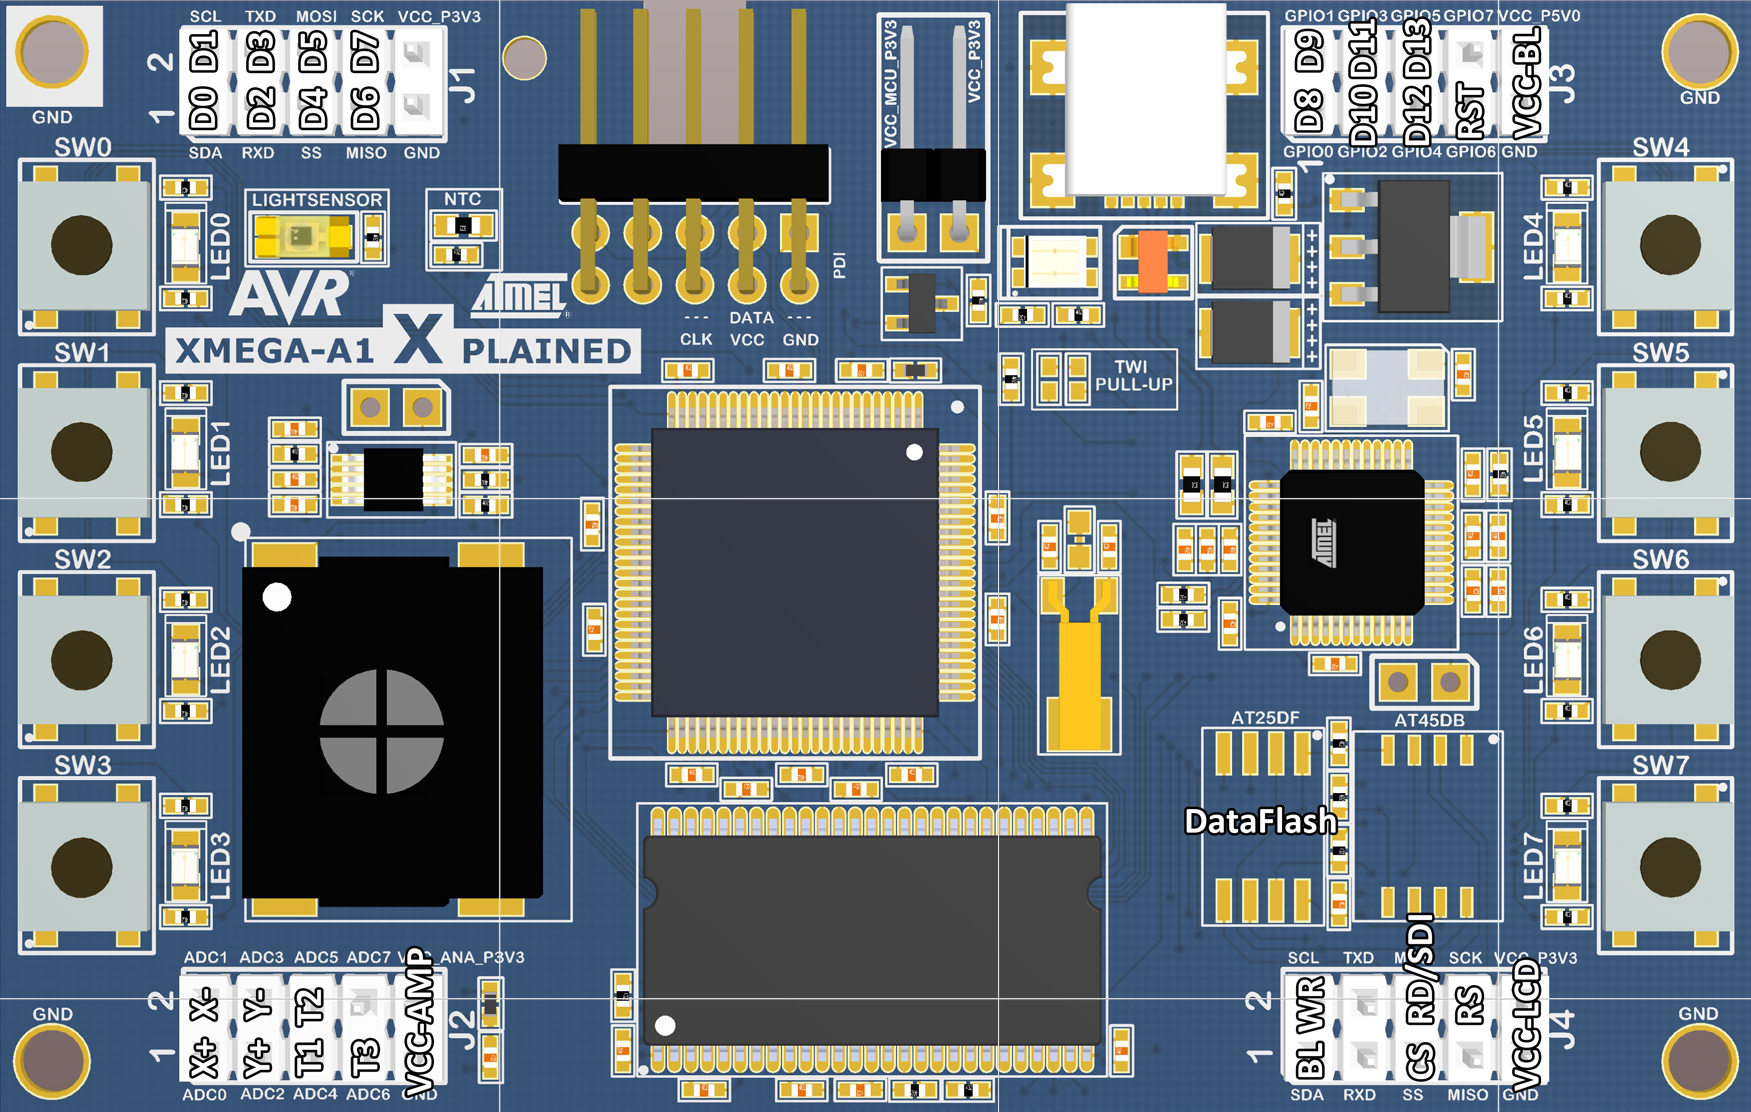 SCL TXD MOSI SCK VCC_P3V3
D1 D3 D5 D7
2
D0 D2 D4 D6
1
J1
SDA RXD SS MISO GND
GND
VCC_MCU_P3V3
VCC_P3V3
GPIO1 GPIO3 GPIO5 GPIO7 VCC_P5V0
D9 D11 D13
D8 D10 D12 RST VCC-BL
J3
GPIO0 GPIO2 GPIO4 GPIO6 GND
1
GND
SW0
LED0
LIGHTSENSOR
NTC
AVR
ATMEL
XMEGA-A1 X PLAINED
PDI
--- DATA ---
CLK VCC GND
+ + + +
+ + + +
TWI
PULL-UP
SW4
LED4
SW1
LED1
SW5
LED5
ATMEL
SW2
LED2
SW6
LED6
AT25DF
AT45DB
DataFlash
SW3
LED3
SW7
LED7
ADC1 ADC3 ADC5 ADC7 VCC_ANA_P3V3
2
X- Y- T2
1
X+ Y+ T1 T3 VCC-AMP
J2
ADC0 ADC2 ADC4 ADC6 GND
GND
SCL TXD SCK VCC_P3V3
2
WR RD/SDI RS
1
BL CS VCC-LCD
J4
SDA RXD SS MISO GND
GND